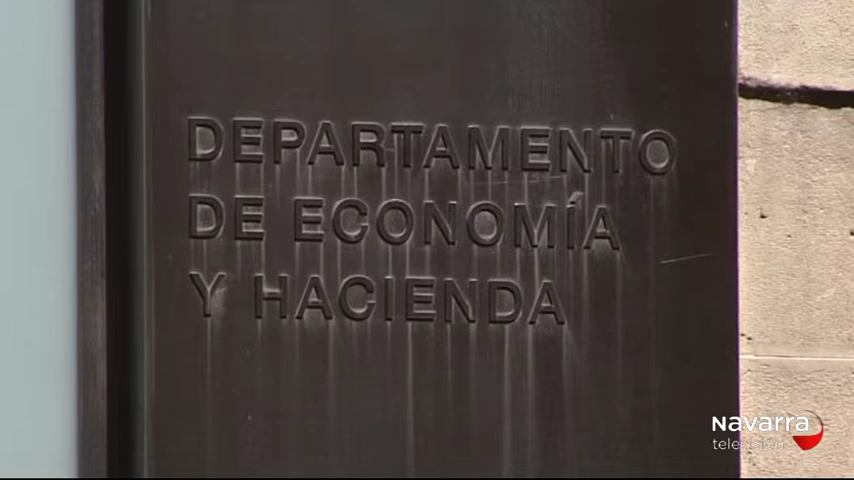 DEPARTAMENTO
DE ECONOMÍA
Y HACIENDA
Navarra
televisión